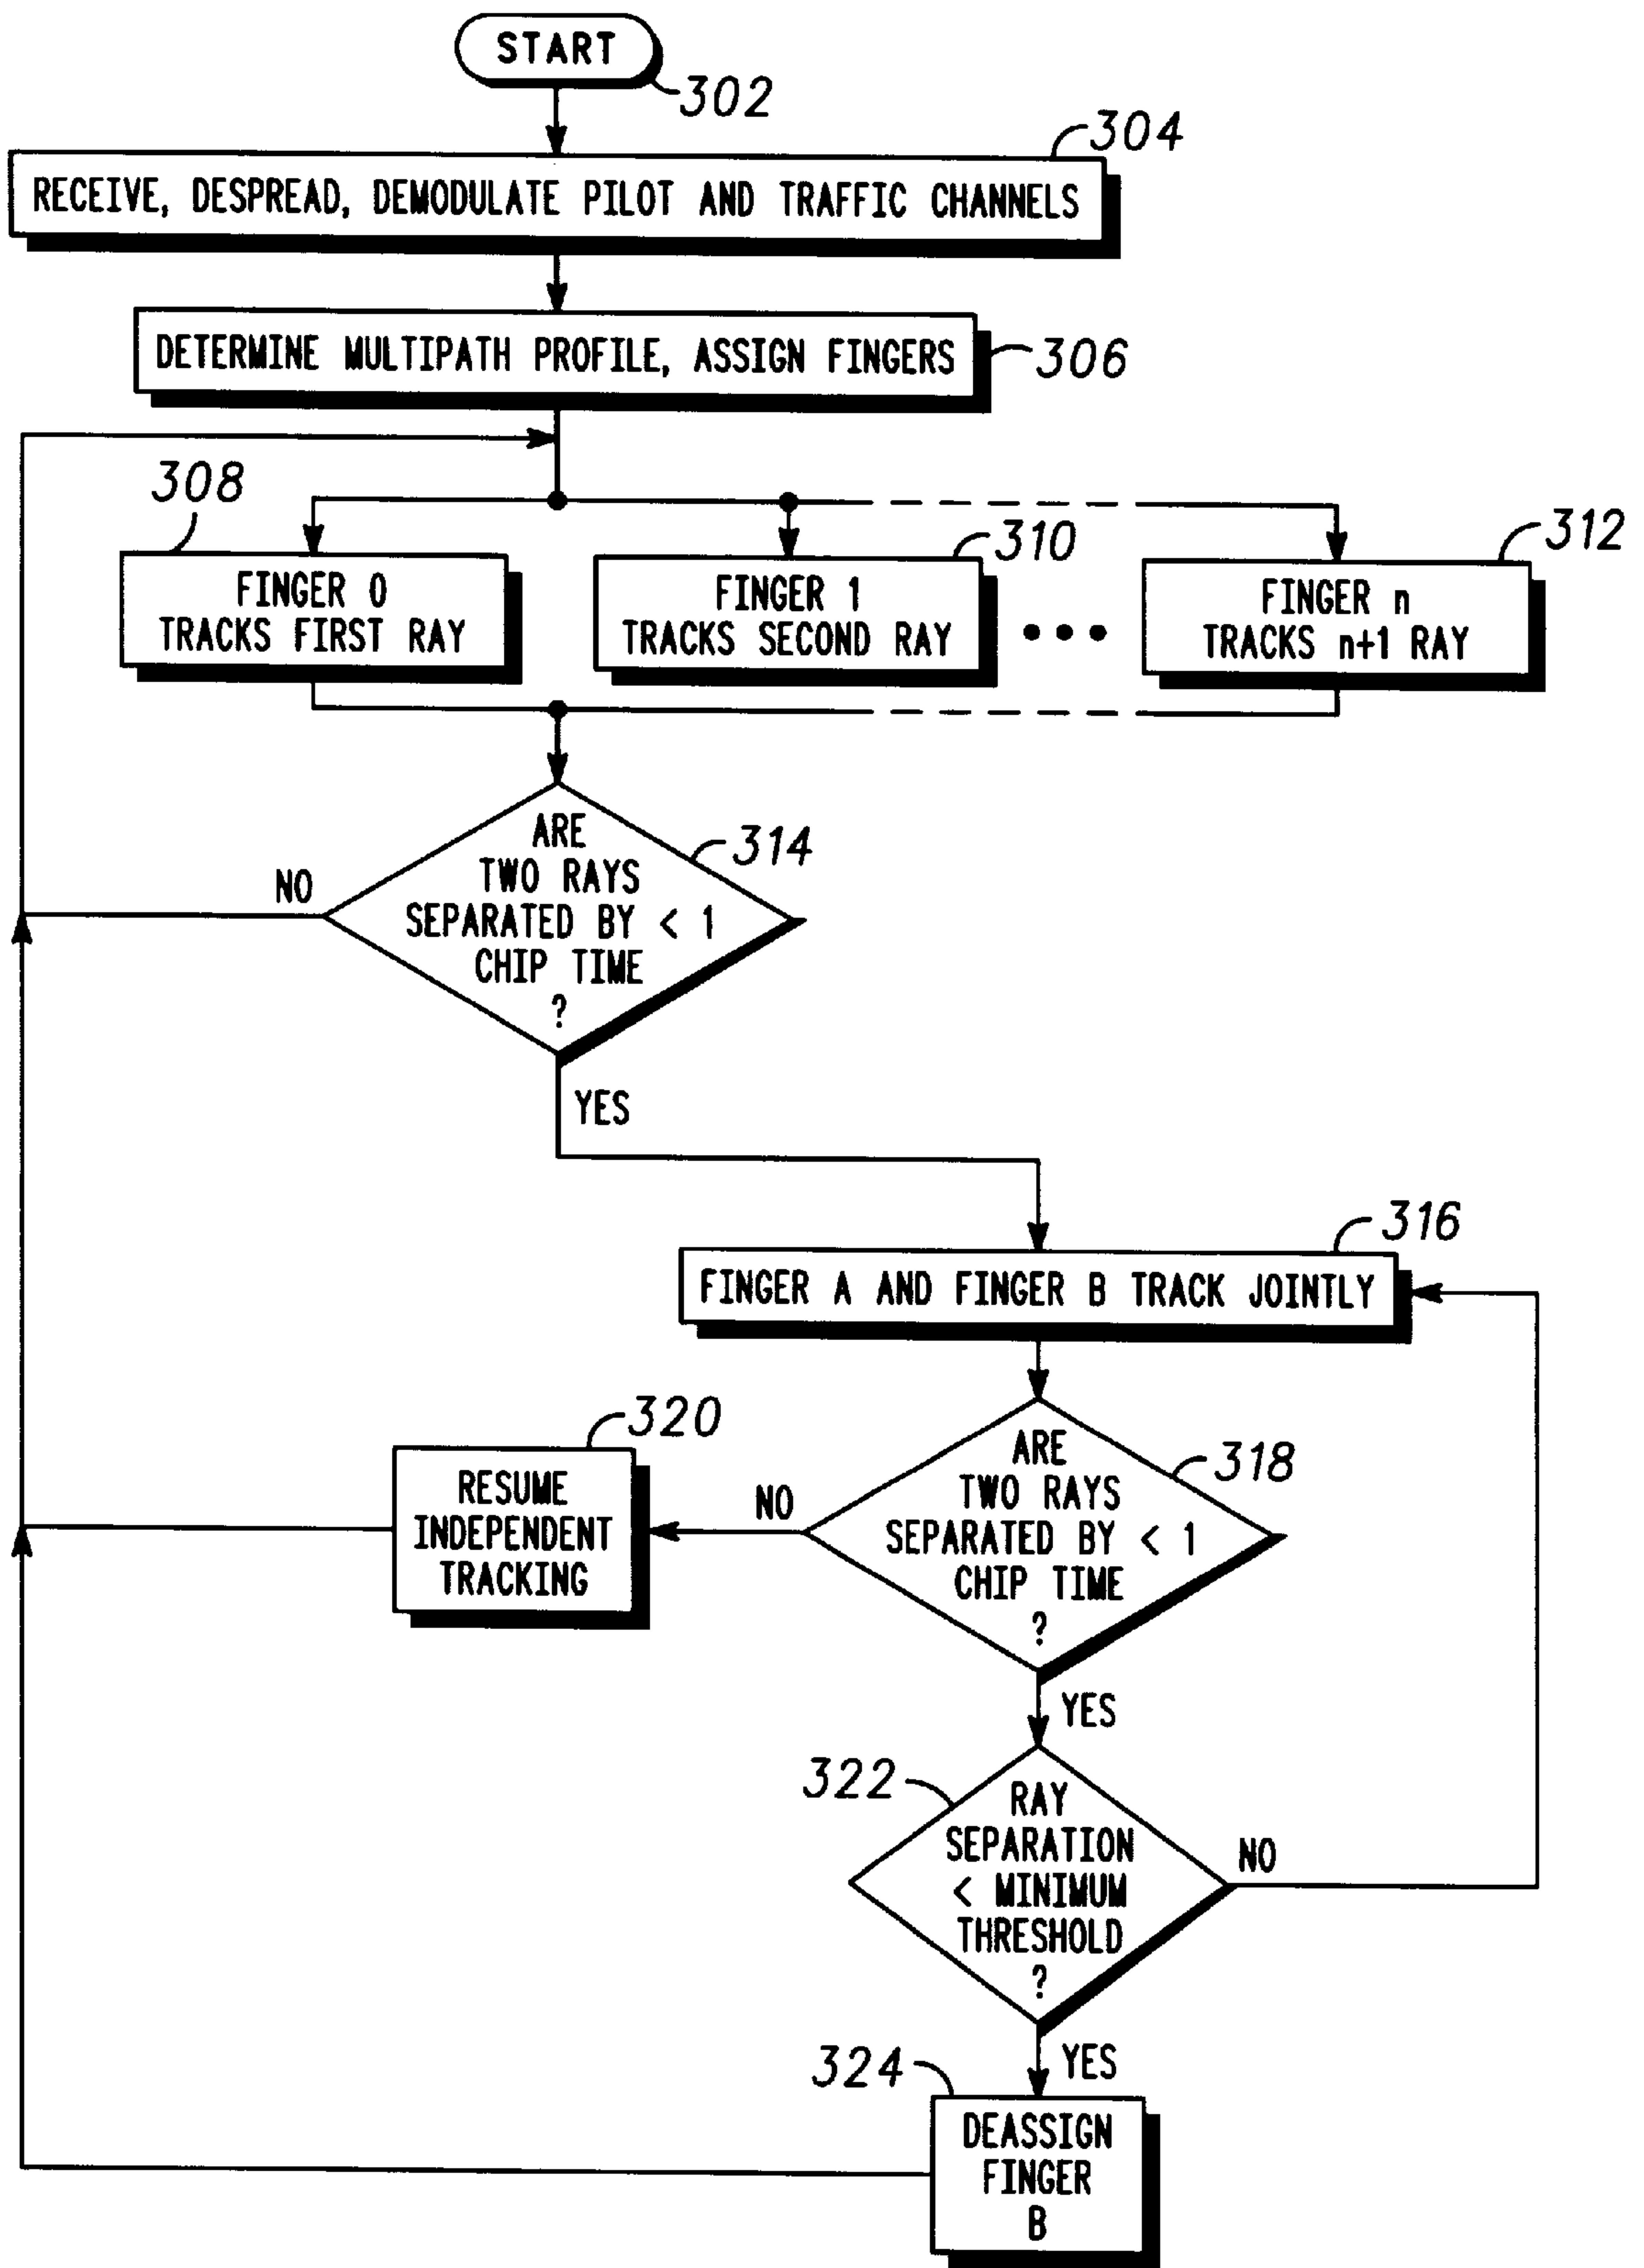 START
302
304
RECEIVE, DESPREAD, DEMODULATE PILOT AND TRAFFIC CHANNELS
DETERMINE MULTIPATH PROFILE, ASSIGN FINGERS
306
308
310
312
FINGER 0
TRACKS FIRST RAY
FINGER 1
TRACKS SECOND RAY
FINGER n
TRACKS n+1 RAY
ARE
TWO RAYS
SEPARATED BY < 1
CHIP TIME
?
314
NO
YES
316
FINGER A AND FINGER B TRACK JOINTLY
320
RESUME
INDEPENDENT
TRACKING
NO
ARE
TWO RAYS
SEPARATED BY < 1
CHIP TIME
?
318
YES
322
RAY
SEPARATION
< MINIMUM
THRESHOLD
?
NO
YES
324
DEASSIGN
FINGER
B